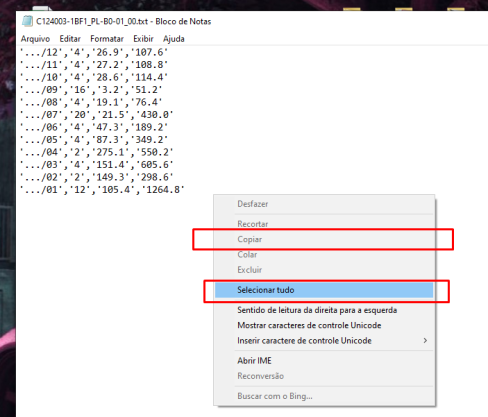 C124003-1BF1_PL-B0-01_00.txt - Bloco de Notas
Arquivo Editar Formatar Exibir Ajuda
'.../12','4','26.9','107.6'
'.../11','4','27.2','108.8'
'.../10','4','28.6','114.4'
'.../09','16','3.2','51.2'
'.../08','4','19.1','76.4'
'.../07','20','21.5','430.0'
'.../06','4','47.3','189.2'
'.../05','4','87.3','349.2'
'.../04','2','275.1','550.2'
'.../03','4','151.4','605.6'
'.../02','2','149.3','298.6'
'.../01','12','105.4','1264.8'
Desfazer
Recortar
Copiar
Colar
Excluir
Selecionar tudo
Sentido de leitura da direita para a esquerda
Mostrar caracteres de controle Unicode
Inserir caractere de controle Unicode >
Abrir IME
Reconversão
Buscar com o Bing...